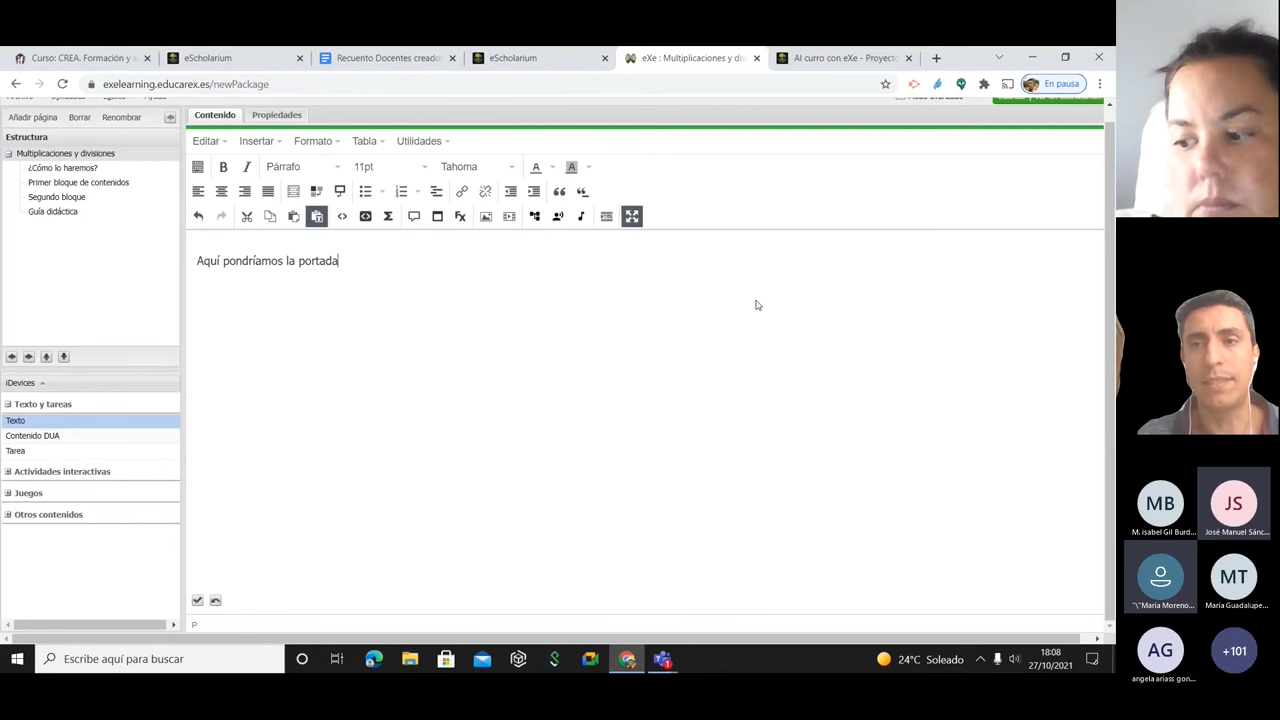 Curso: CREA. Formación y a
eScholarium
Recuento Docentes creado
eScholarium
eXe : Multiplicaciones y div
Al curro con eXe - Proyecto
exelearning.educarex.es/newPackage
En pausa
Añadir página
Borrar
Renombrar
Estructura
Multiplicaciones y divisiones
¿Cómo lo haremos?
Primer bloque de contenidos
Segundo bloque
Guía didáctica
iDevices
Texto y tareas
Texto
Contenido DUA
Tarea
Actividades interactivas
Juegos
Otros contenidos
Contenido
Propiedades
Editar
Insertar
Formato
Tabla
Utilidades
Párrafo
11pt
Tahoma
Aquí pondríamos la portada
P
MB
M. isabel Gil Burd...
JS
José Manuel Sánc...
"\"María Moreno...
MT
María Guadalupe...
AG
angela ariass gon...
+101
Escribe aquí para buscar
24°C Soleado
18:08
27/10/2021